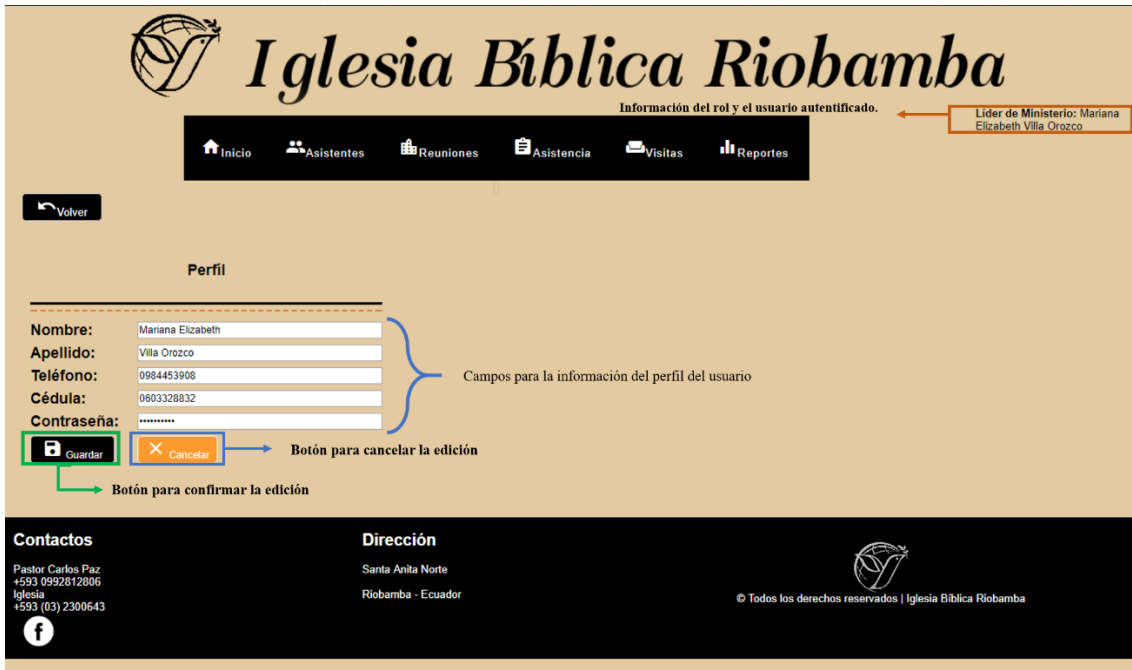 Iglesia Bíblica Riobamba
Información del rol y el usuario autentificado.
Líder de Ministerio: Mariana
Elizabeth Villa Orozco
Inicio
Asistentes
Reuniones
Asistencia
Visitas
Reportes
Volver
Perfíl
Nombre: Mariana Elizabeth
Apellido: Villa Orozco
Teléfono: 0984453908
Cédula: 0603328832
Contraseña: ••••••••••
Campos para la información del perfil del usuario
Guardar
Cancelar
Botón para cancelar la edición
Botón para confirmar la edición
Contactos
Pastor Carlos Paz
+593 0992812806
Iglesia
+593 (03) 2300643
Dirección
Santa Anita Norte
Riobamba - Ecuador
© Todos los derechos reservados | Iglesia Bíblica Riobamba